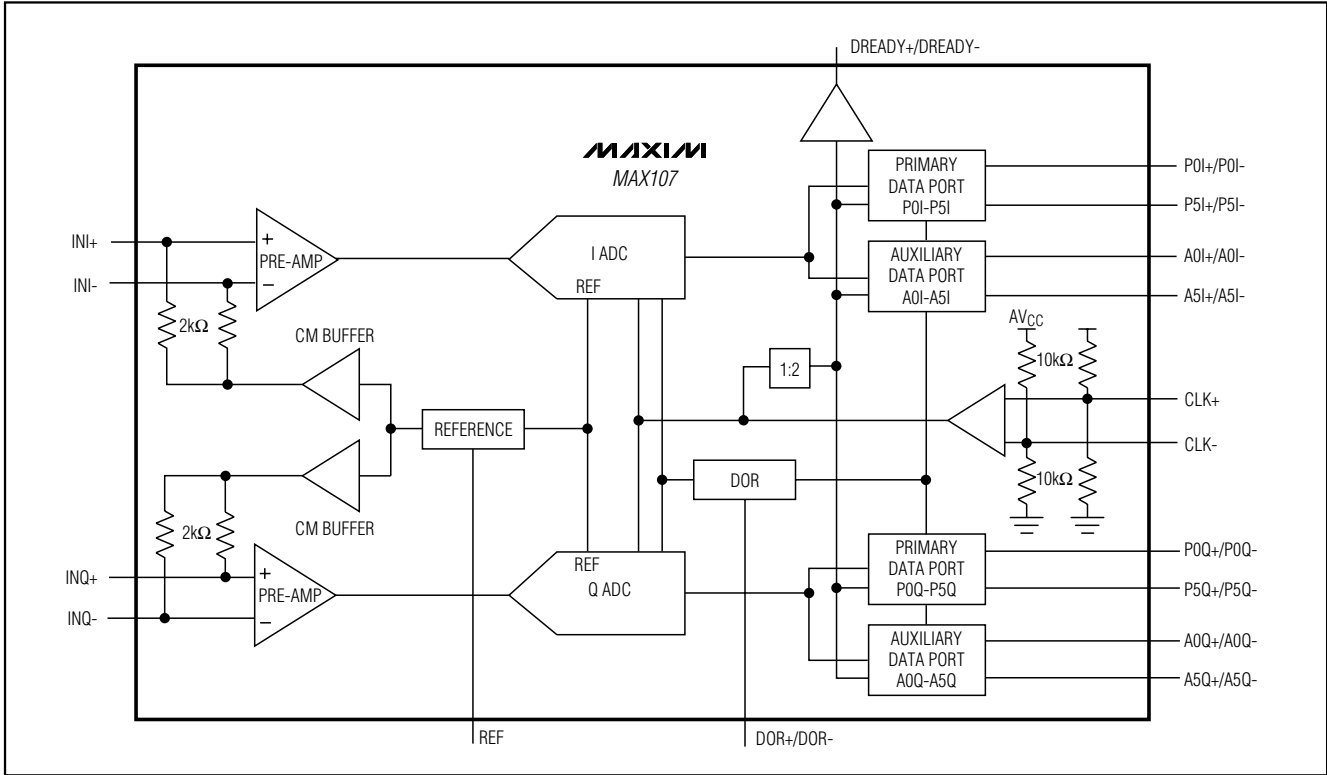 DREADY+/DREADY-
MAXIM
MAX107
PRIMARY
DATA PORT
P0I-P5I
P0I+/P0I-
P5I+/P5I-
INI+
+
PRE-AMP
−
I ADC
REF
AUXILIARY
DATA PORT
A0I-A5I
A0I+/A0I-
A5I+/A5I-
INI-
2kΩ
CM BUFFER
1:2
AVCC
10kΩ
CLK+
CLK-
REFERENCE
DOR
10kΩ
CM BUFFER
2kΩ
INQ+
+
PRE-AMP
−
INQ-
REF
Q ADC
PRIMARY
DATA PORT
P0Q-P5Q
P0Q+/P0Q-
P5Q+/P5Q-
AUXILIARY
DATA PORT
A0Q-A5Q
A0Q+/A0Q-
A5Q+/A5Q-
REF
DOR+/DOR-